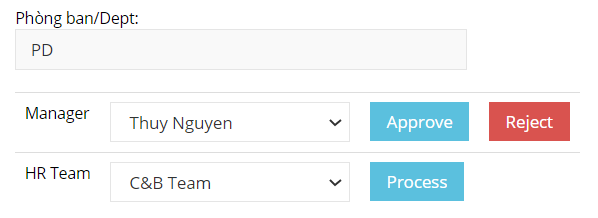 Phòng ban/Dept:
PD
Manager Thuy Nguyen Approve Reject
HR Team C&B Team Process